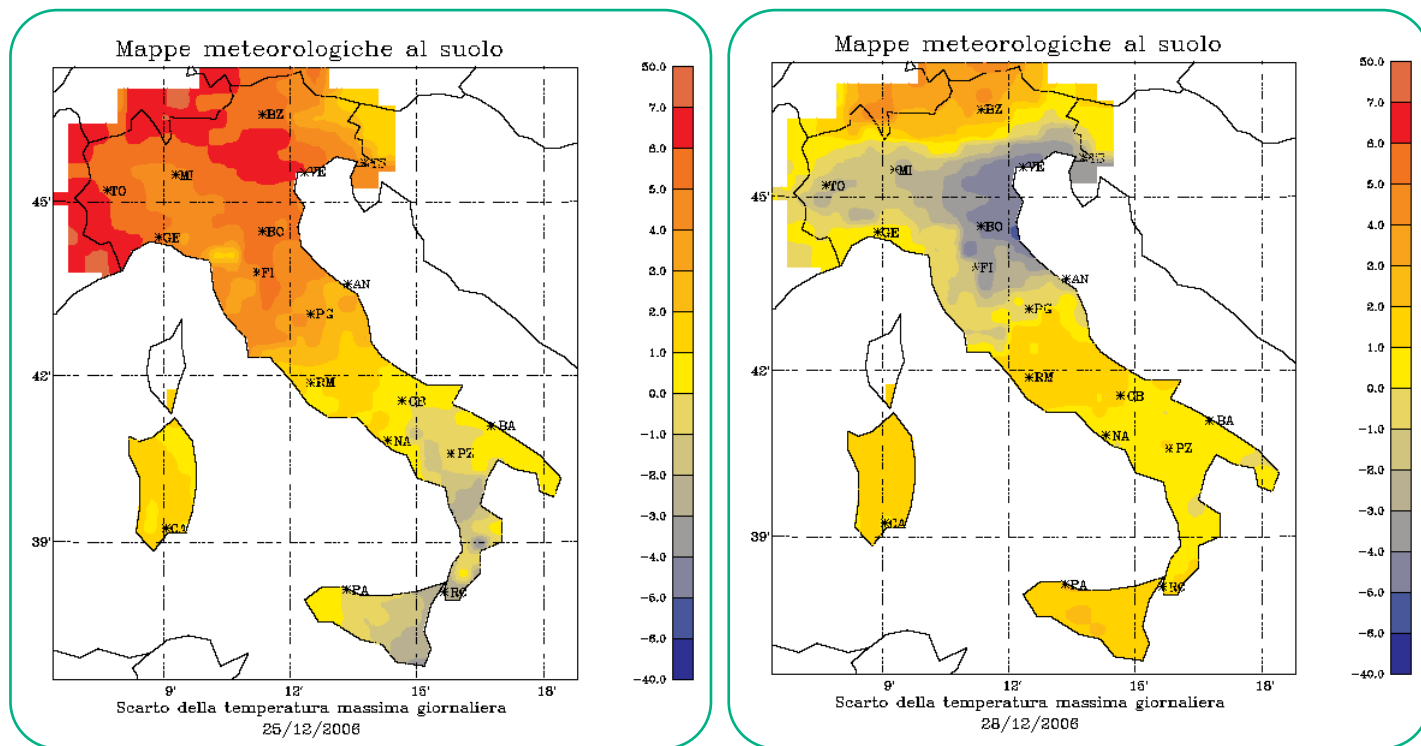 Mappe meteorologiche al suolo
50.0
7.0
6.0
5.0
4.0
2.0
2.0
1.0
0.0
-1.0
-2.0
-3.0
-4.0
-5.0
-6.0
-40.0
*BZ
*TS
*VE
*MI
*TO
*BO
*GE
*FI
*AN
*PG
*RM
*CB
*BA
*NA
*PZ
*CA
*PA
*RC
45'
42'
39'
9'
12'
15'
18'
Scarto della temperatura massima giornaliera
25/12/2006
Mappe meteorologiche al suolo
50.0
7.0
6.0
5.0
4.0
2.0
2.0
1.0
0.0
-1.0
-2.0
-3.0
-4.0
-5.0
-6.0
-40.0
*BZ
*TS
*VE
*MI
*TO
*BO
*GE
*FI
*AN
*PG
*RM
*CB
*BA
*NA
*PZ
*CA
*PA
*RC
45'
42'
39'
9'
12'
15'
18'
Scarto della temperatura massima giornaliera
28/12/2006